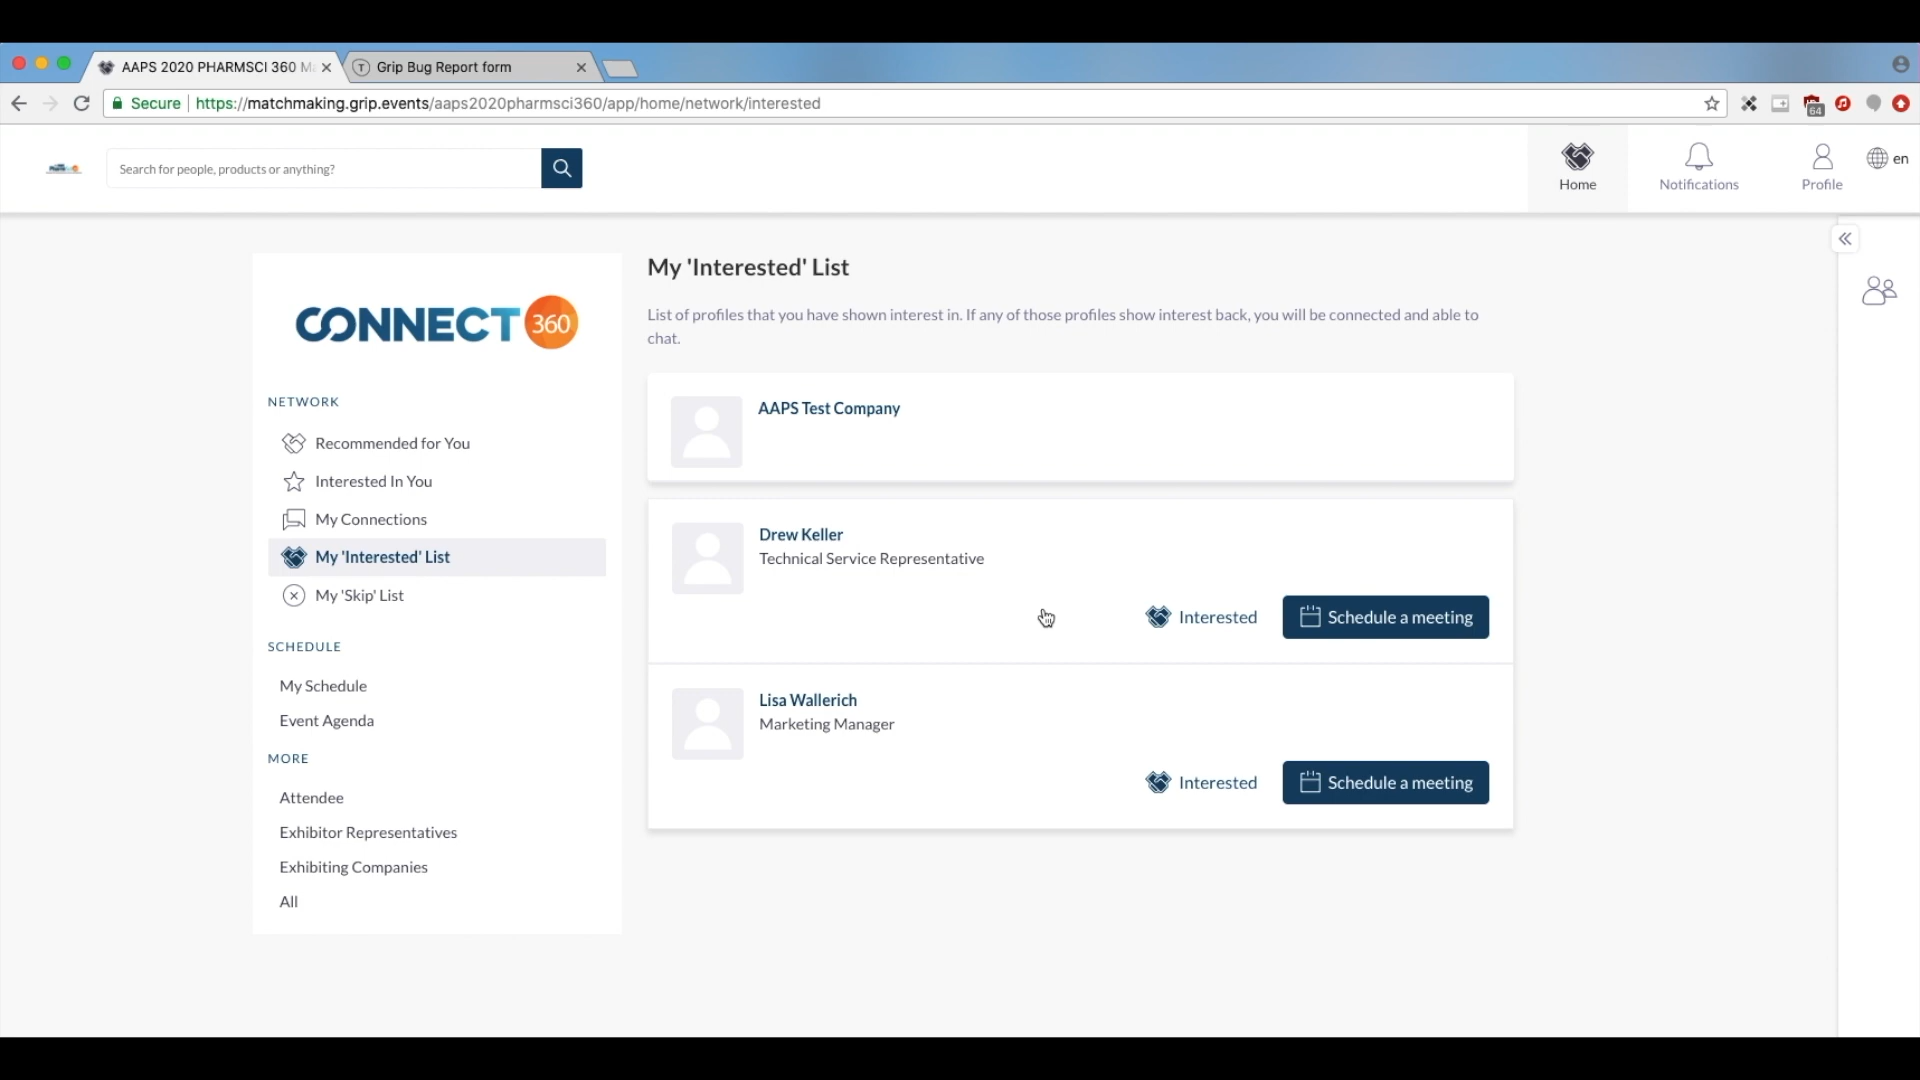 AAPS 2020 PHARMSCI 360 M
Grip Bug Report form
Secure
https://matchmaking.grip.events/aaps2020pharmsci360/app/home/network/interested
64
Search for people, products or anything?
Home
Notifications
Profile
en
CONNECT 360
NETWORK
Recommended for You
Interested In You
My Connections
My 'Interested' List
My 'Skip' List
SCHEDULE
My Schedule
Event Agenda
MORE
Attendee
Exhibitor Representatives
Exhibiting Companies
All
My 'Interested' List
List of profiles that you have shown interest in. If any of those profiles show interest back, you will be connected and able to
chat.
AAPS Test Company
Drew Keller
Technical Service Representative
Interested
Schedule a meeting
Lisa Wallerich
Marketing Manager
Interested
Schedule a meeting